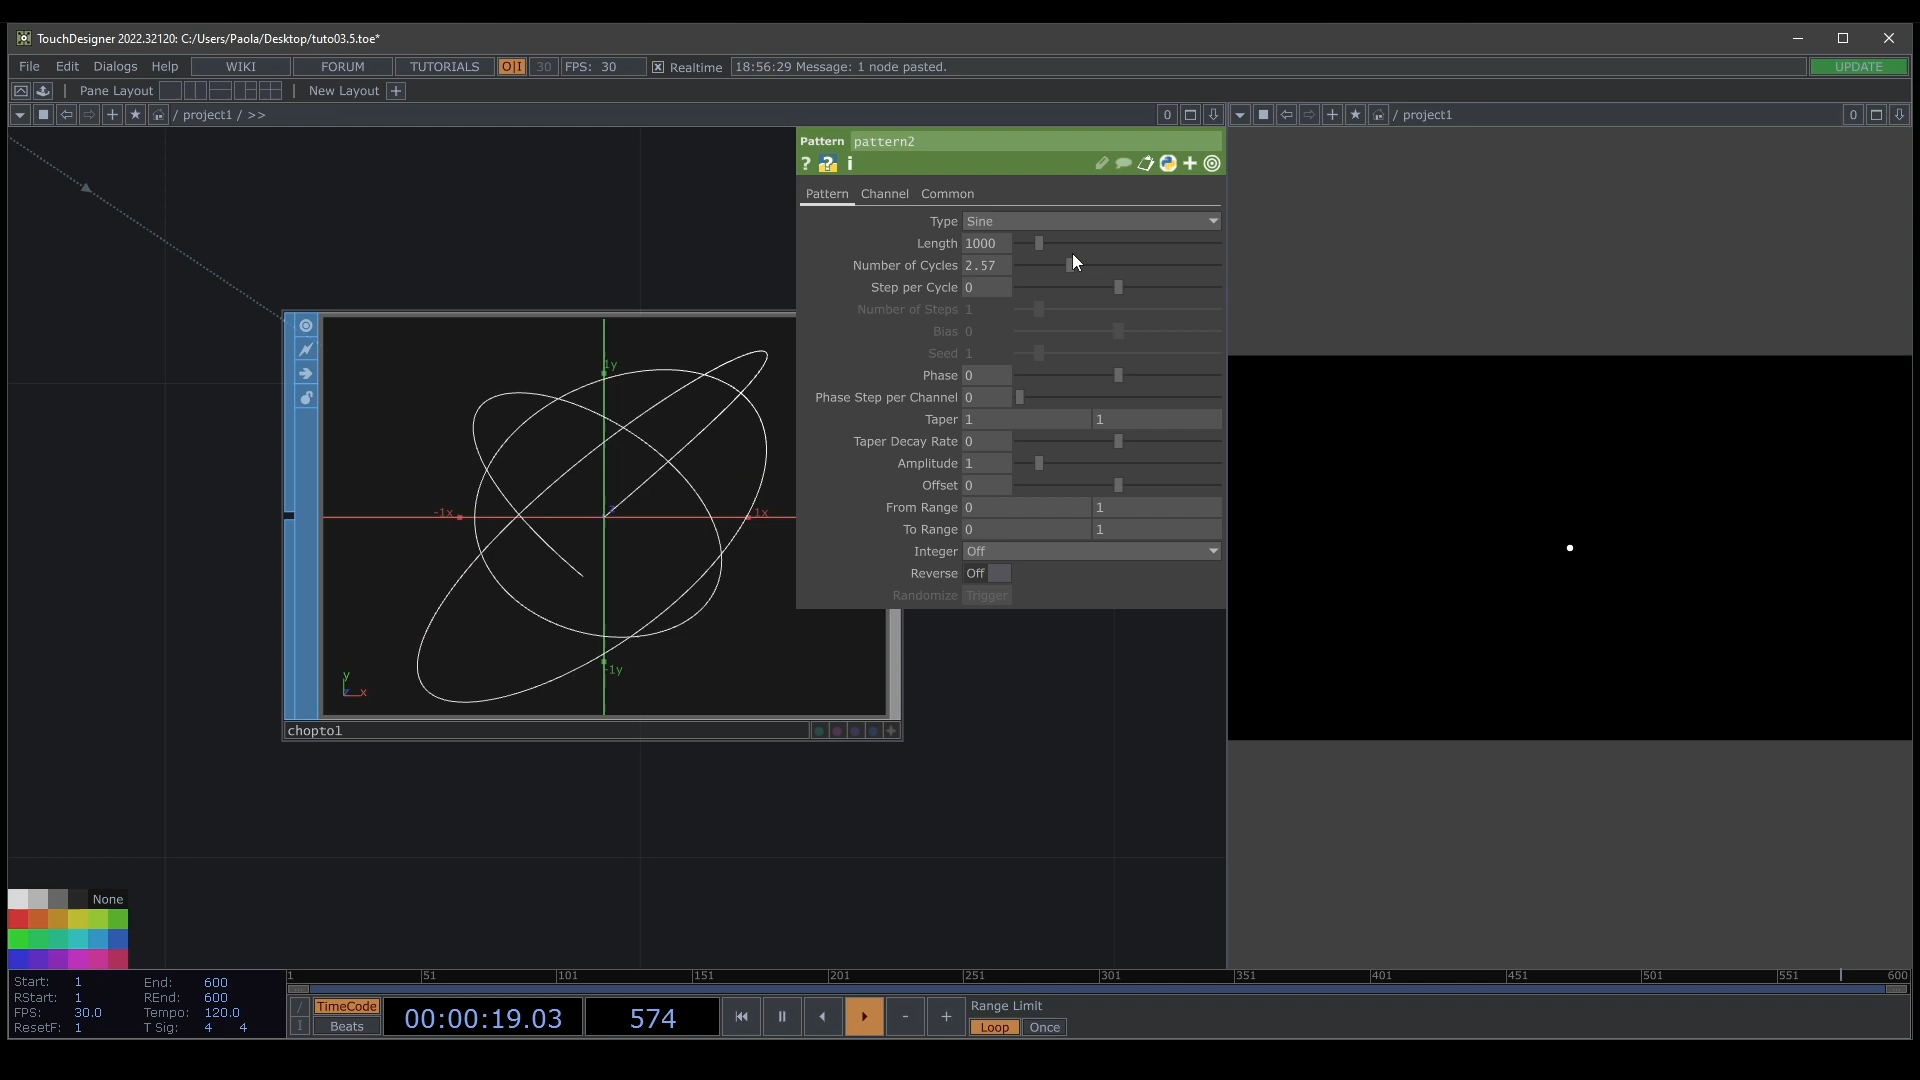 TouchDesigner 2022.32120: C:/Users/Paola/Desktop/tuto03.5.toe*
File Edit Dialogs Help WIKI FORUM TUTORIALS O|I 30 FPS: 30 Realtime 18:56:29 Message: 1 node pasted. UPDATE
Pane Layout New Layout +
/ project1 / >> 0
/ project1 0
Pattern pattern2
? ? i
Pattern Channel Common
Type Sine
Length 1000
Number of Cycles 2.57
Step per Cycle 0
Number of Steps 1
Bias 0
Seed 1
Phase 0
Phase Step per Channel 0
Taper 1 1
Taper Decay Rate 0
Amplitude 1
Offset 0
From Range 0 1
To Range 0 1
Integer Off
Reverse Off
Randomize Trigger
1y
-1x
1x
-1y
y
x
chopto1
None
1 51 101 151 201 251 301 351 401 451 501 551 600
Start: 1 End: 600
RStart: 1 REnd: 600
FPS: 30.0 Tempo: 120.0
ResetF: 1 T Sig: 4 4
/ TimeCode
I Beats
00:00:19.03
574
- +
Range Limit
Loop Once